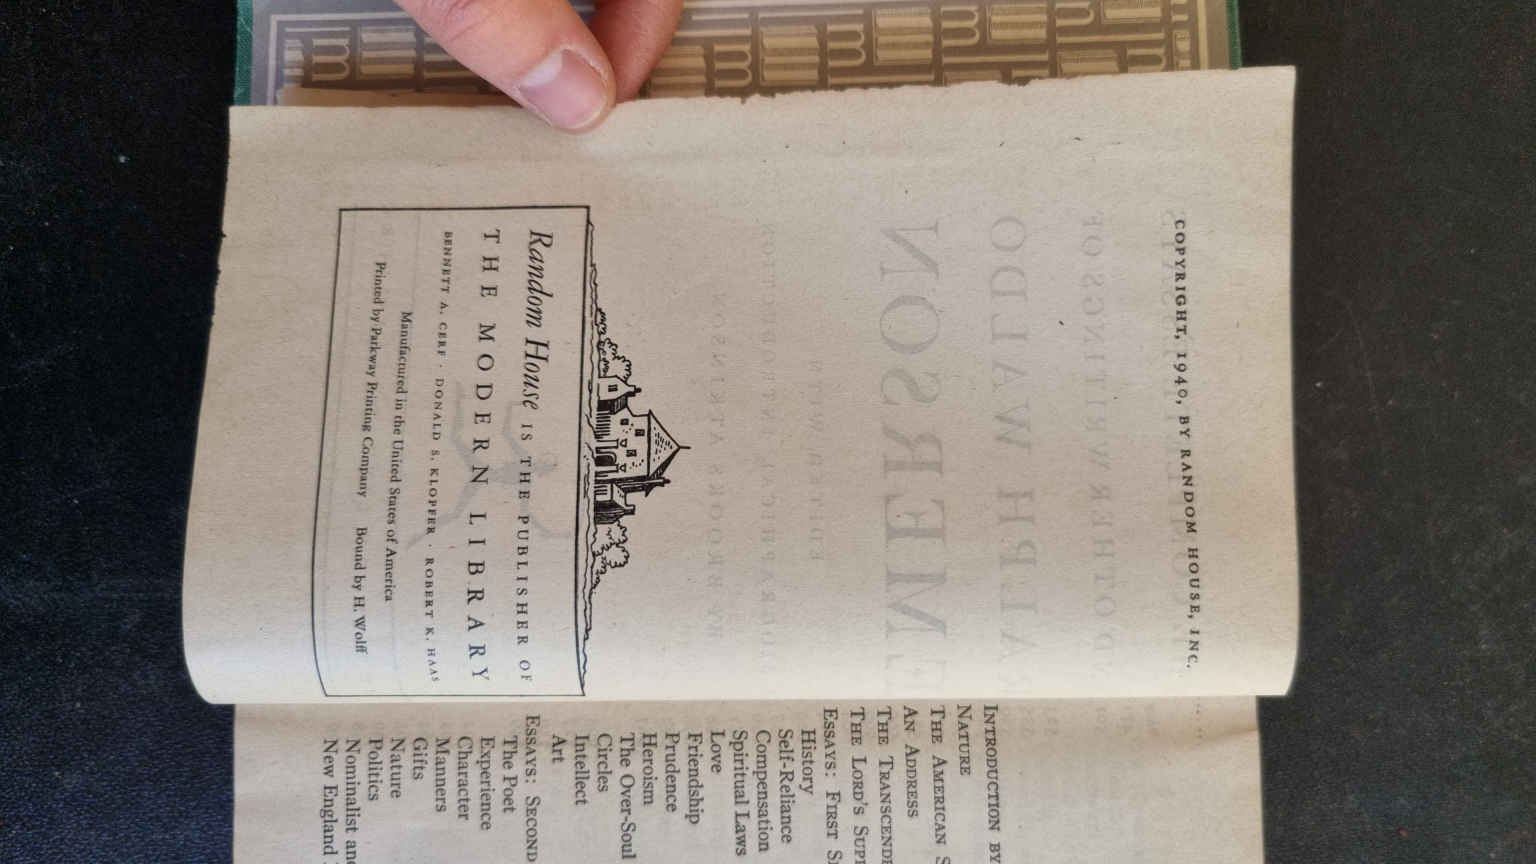 COPYRIGHT, 1940, BY RANDOM HOUSE, INC.
Random House IS THE PUBLISHER OF
THE MODERN LIBRARY
BENNETT A. CERF · DONALD S. KLOPFER · ROBERT K. HAAS
Manufactured in the United States of America
Printed by Parkway Printing Company Bound by H. Wolff
INTRODUCTION BY
NATURE
THE AMERICAN
AN ADDRESS
THE
THE LORD'S
ESSAYS: FIRST
History
Self-Reliance
Compensation
Spiritual Laws
Love
Friendship
Prudence
Heroism
The Over-Soul
Circles
Intellect
Art
ESSAYS: SECOND
The Poet
Experience
Character
Manners
Gifts
Nature
Politics
Nominalist and
New England